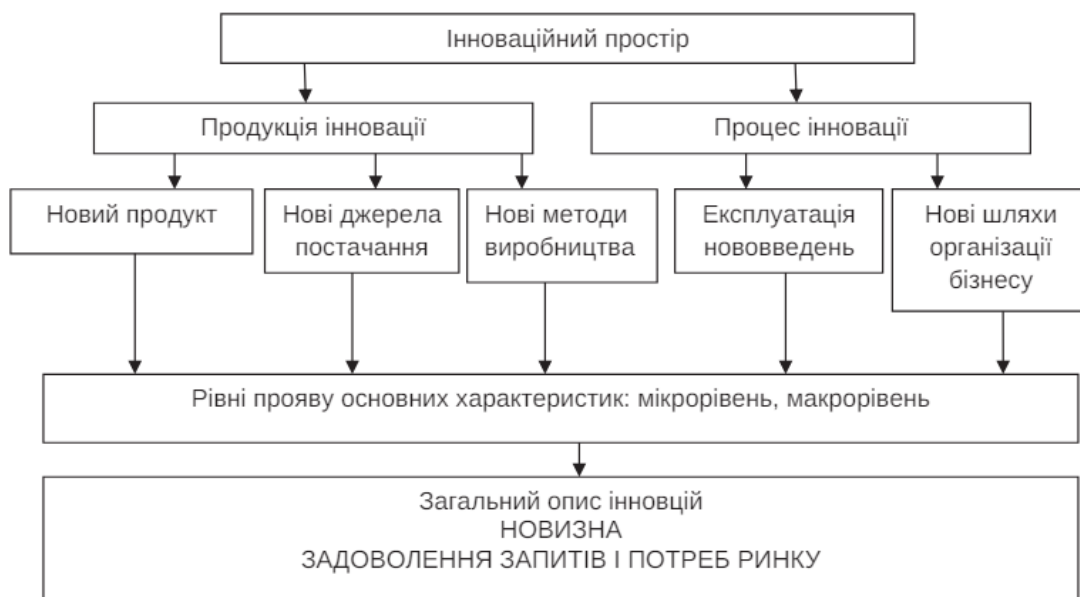 Інноваційний простір
Продукція інновації
Процес інновації
Новий продукт
Нові джерела
постачання
Нові методи
виробництва
Експлуатація
нововведень
Нові шляхи
організації
бізнесу
Рівні прояву основних характеристик: мікрорівень, макрорівень
Загальний опис інновцій
НОВИЗНА
ЗАДОВОЛЕННЯ ЗАПИТІВ І ПОТРЕБ РИНКУ